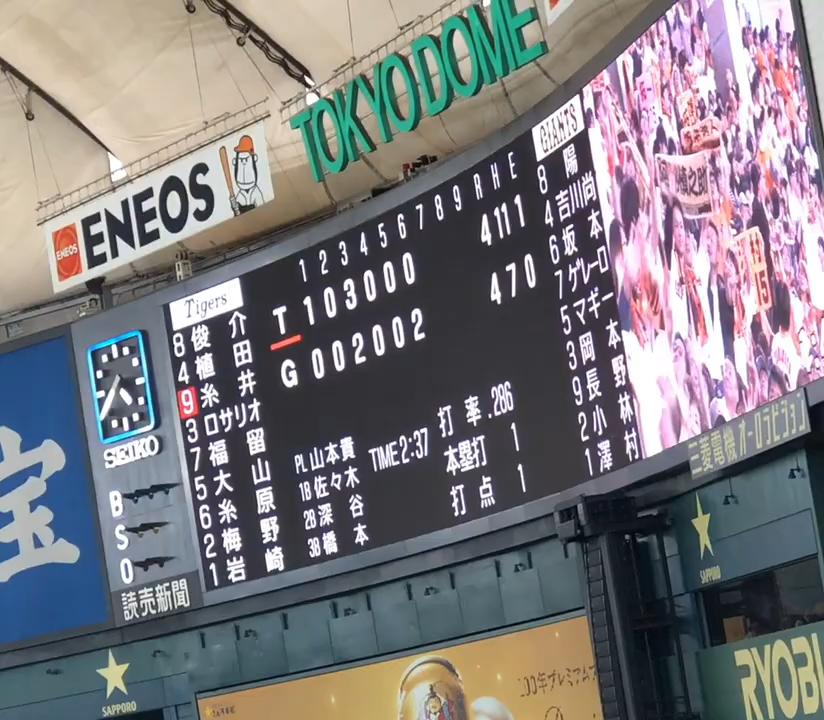 TOKYO DOME
ENEOS
ENEOS
Tigers
8 俊介
4 植田
9 糸井
3 ロサリオ
7 福留
5 大山
6 糸原
2 梅野
1 岩崎
1 2 3 4 5 6 7 8 9 R H E
T 1 0 3 0 0 0 4 11 1
G 0 0 2 0 0 2 4 7 0
PL 山本貴
1B 佐々木
2B 深谷
3B 橋本
TIME 2:37
打率 .286
本塁打 1
打点 1
GIANTS
8 陽
4 吉川尚
6 坂本
7 ゲレーロ
5 マギー
3 岡本
9 長野
2 小林
1 澤村
SEIKO
B
S
O
読売新聞
三菱電機 オーロラビジョン
宝
SAPPORO
SAPPORO
RYOBI